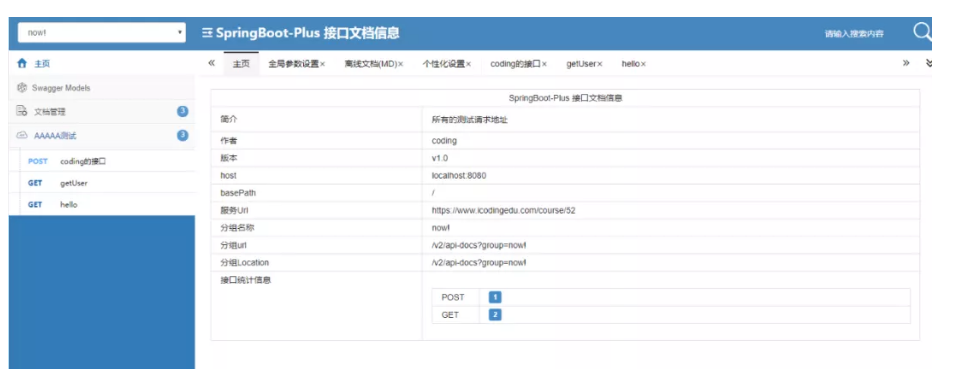 now!
SpringBoot-Plus 接口文档信息
请输入搜索内容
主页
Swagger Models
文档管理 3
AAAAA测试 3
POST coding的接口
GET getUser
GET hello
« 主页 全局参数设置× 离线文档(MD)× 个性化设置× coding的接口× getUser× hello× »
SpringBoot-Plus 接口文档信息
简介 所有的测试请求地址
作者 coding
版本 v1.0
host localhost:8080
basePath /
服务Url https://www.icodingedu.com/course/52
分组名称 now!
分组url /v2/api-docs?group=now!
分组Location /v2/api-docs?group=now!
接口统计信息
POST 1
GET 2